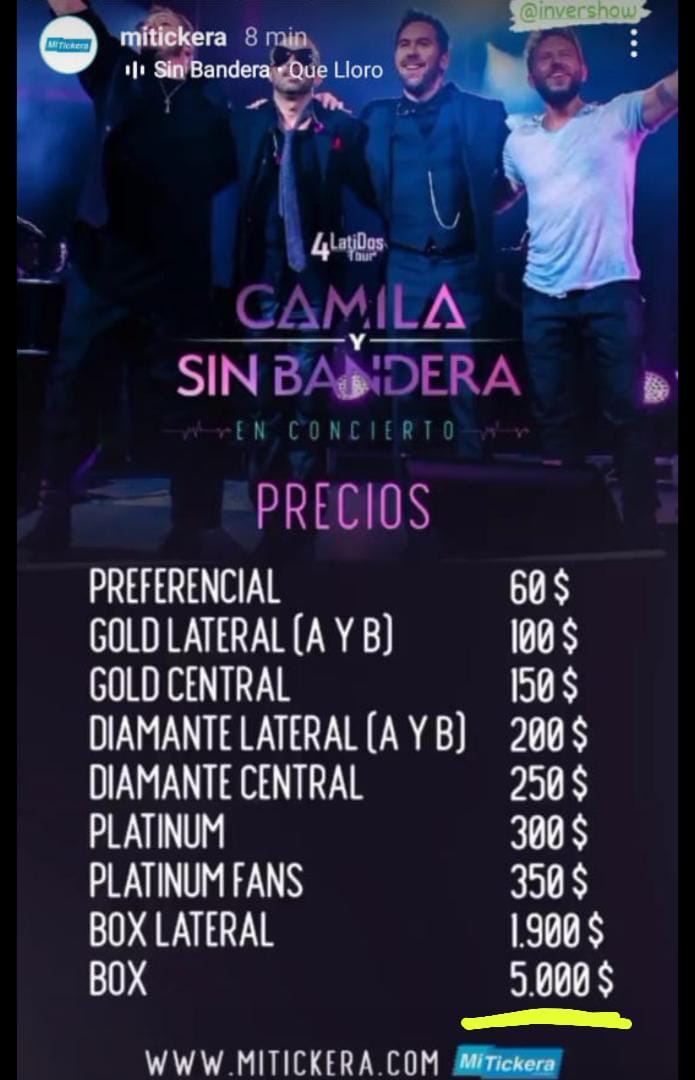 @invershow
MiTickera
mitickera 8 min
Sin Bandera • Que Lloro
4 LatiDos
Tour
CAMILA
Y
SIN BANDERA
EN CONCIERTO
PRECIOS
PREFERENCIAL 60 $
GOLD LATERAL (A Y B) 100 $
GOLD CENTRAL 150 $
DIAMANTE LATERAL (A Y B) 200 $
DIAMANTE CENTRAL 250 $
PLATINUM 300 $
PLATINUM FANS 350 $
BOX LATERAL 1.900 $
BOX 5.000 $
WWW.MITICKERA.COM MiTickera